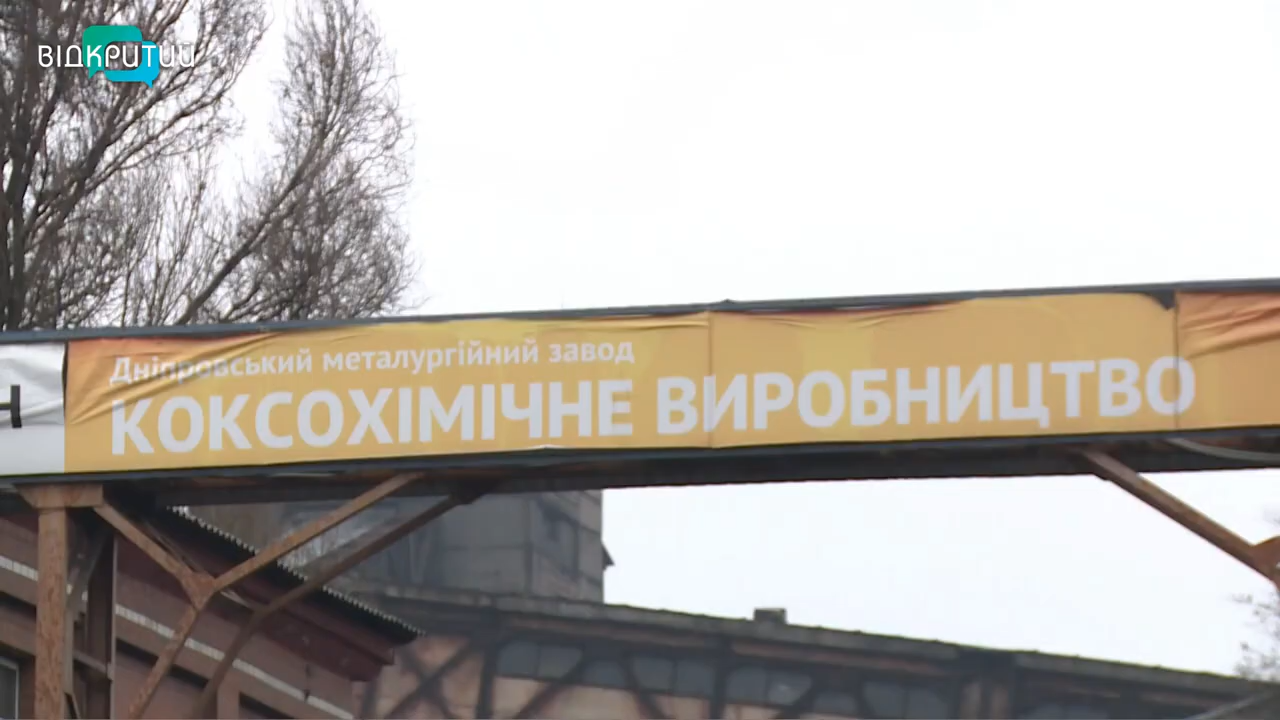 ВІДКРИТИЙ
Дніпровський металургійний завод
КОКСОХІМІЧНЕ ВИРОБНИЦТВО